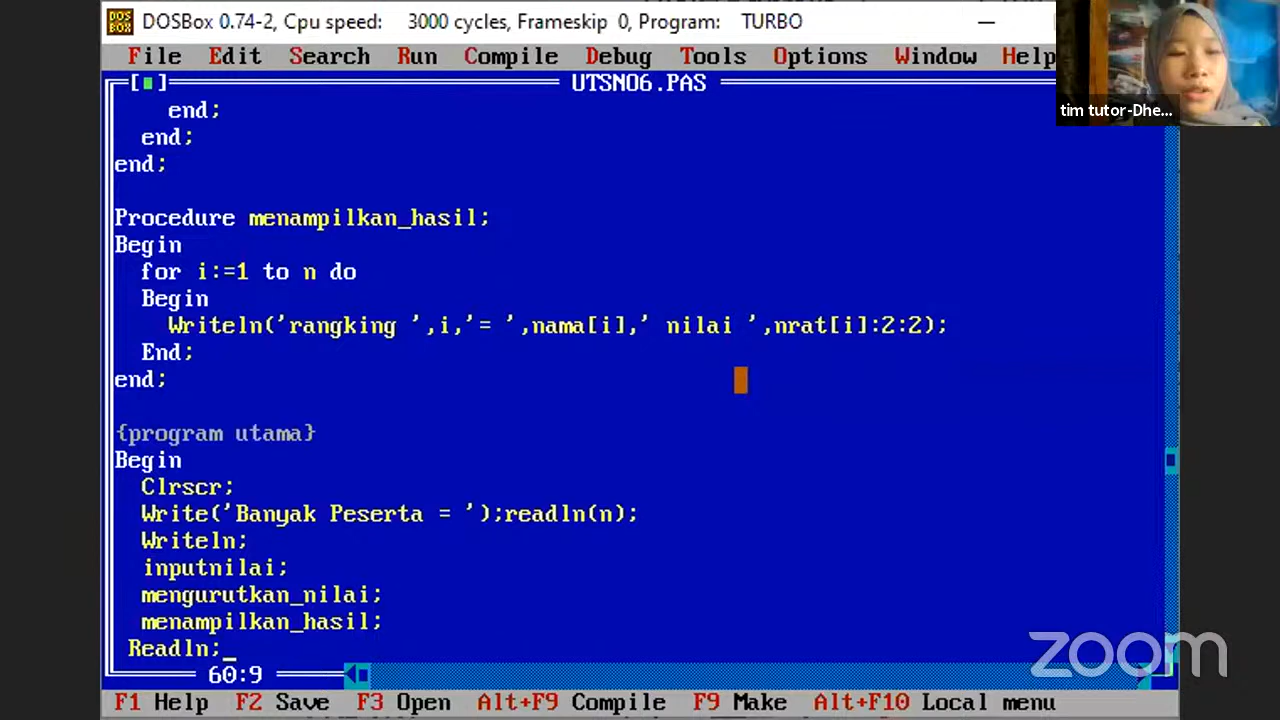 DOSBox 0.74-2, Cpu speed: 3000 cycles, Frameskip 0, Program: TURBO
File Edit Search Run Compile Debug Tools Options Window Help
UTSNO6.PAS
tim tutor-Dhe...
end;
end;
end;
Procedure menampilkan_hasil;
Begin
for i:=1 to n do
Begin
Writeln('rangking ',i,'= ',nama[i],' nilai ',nrat[i]:2:2);
End;
end;
{program utama}
Begin
Clrscr;
Write('Banyak Peserta = ');readln(n);
Writeln;
inputnilai;
mengurutkan_nilai;
menampilkan_hasil;
Readln;
60:9
zoom
F1 Help F2 Save F3 Open Alt+F9 Compile F9 Make Alt+F10 Local menu